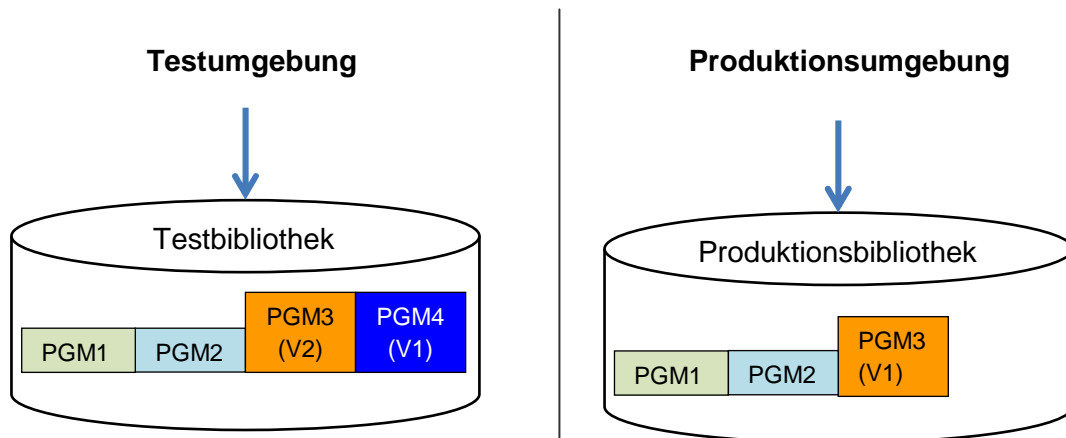 Testumgebung
Testbibliothek
PGM1
PGM2
PGM3
(V2)
PGM4
(V1)
Produktionsumgebung
Produktionsbibliothek
PGM1
PGM2
PGM3
(V1)